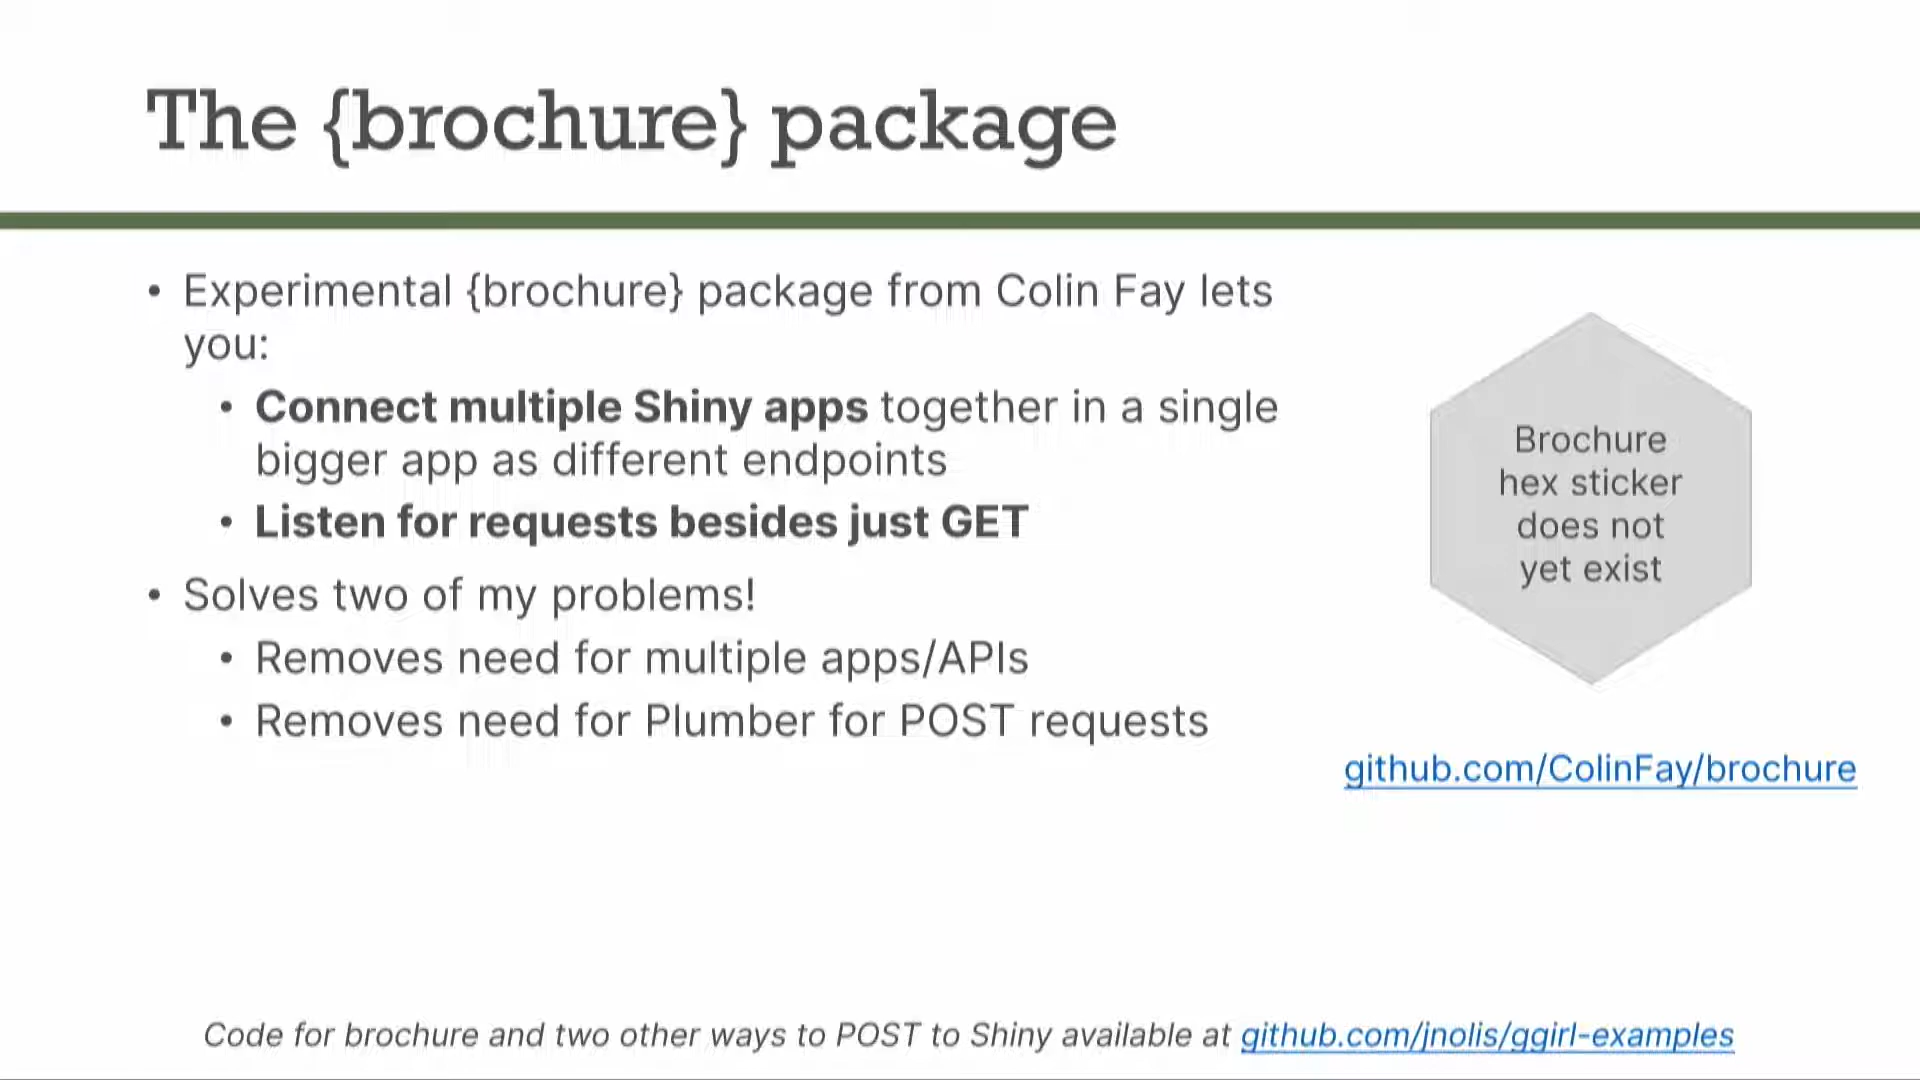 The {brochure} package
• Experimental {brochure} package from Colin Fay lets
you:
• Connect multiple Shiny apps together in a single
bigger app as different endpoints
• Listen for requests besides just GET
• Solves two of my problems!
• Removes need for multiple apps/APIs
• Removes need for Plumber for POST requests
Brochure
hex sticker
does not
yet exist
github.com/ColinFay/brochure
Code for brochure and two other ways to POST to Shiny available at github.com/jnolis/ggirl-examples